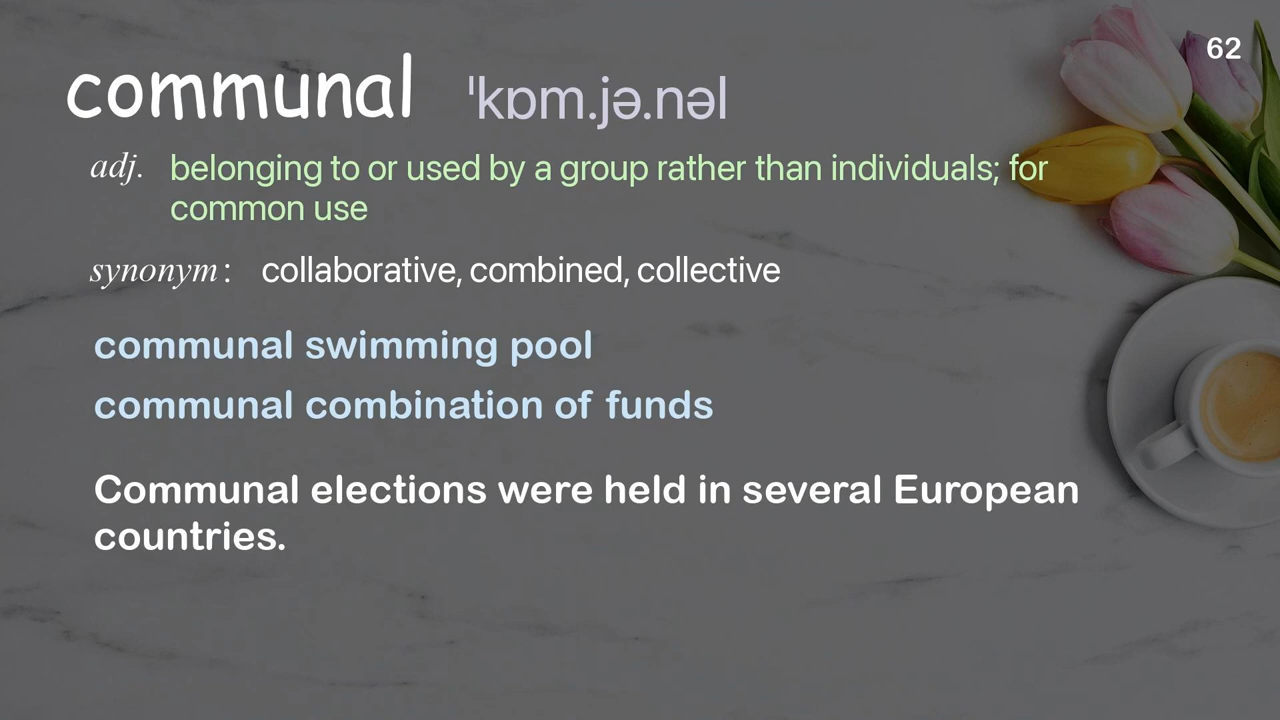 62
communal ˈkɒm.jə.nəl
adj. belonging to or used by a group rather than individuals; for
common use
synonym: collaborative, combined, collective
communal swimming pool
communal combination of funds
Communal elections were held in several European
countries.